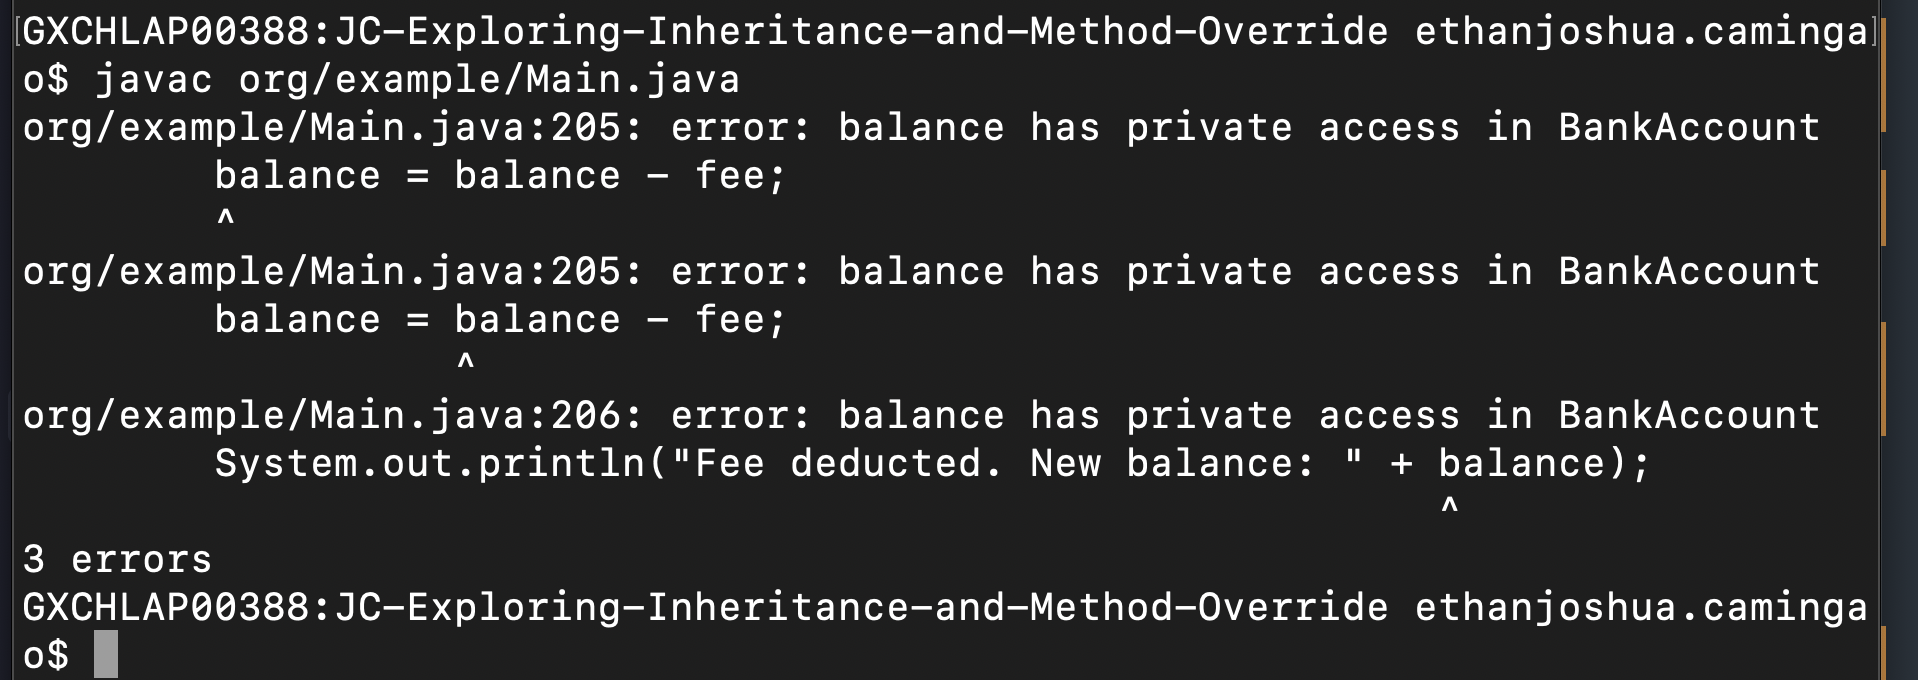 [GXCHLAP00388:JC-Exploring-Inheritance-and-Method-Override ethanjoshua.caminga]
o$ javac org/example/Main.java
org/example/Main.java:205: error: balance has private access in BankAccount
        balance = balance - fee;
        ^
org/example/Main.java:205: error: balance has private access in BankAccount
        balance = balance - fee;
                  ^
org/example/Main.java:206: error: balance has private access in BankAccount
        System.out.println("Fee deducted. New balance: " + balance);
                                                           ^
3 errors
GXCHLAP00388:JC-Exploring-Inheritance-and-Method-Override ethanjoshua.caminga
o$